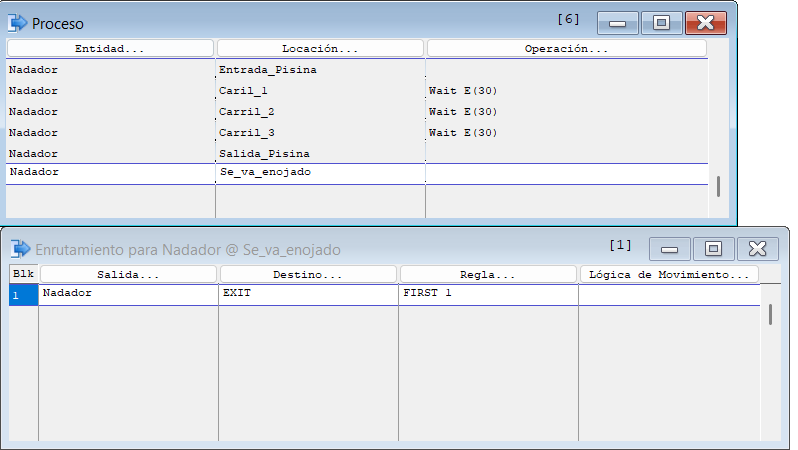 Proceso [6]
Entidad... Locación... Operación...
Nadador Entrada_Pisina
Nadador Caril_1 Wait E(30)
Nadador Carril_2 Wait E(30)
Nadador Carril_3 Wait E(30)
Nadador Salida_Pisina
Nadador Se_va_enojado
Enrutamiento para Nadador @ Se_va_enojado [1]
Blk Salida... Destino... Regla... Lógica de Movimiento...
1 Nadador EXIT FIRST 1